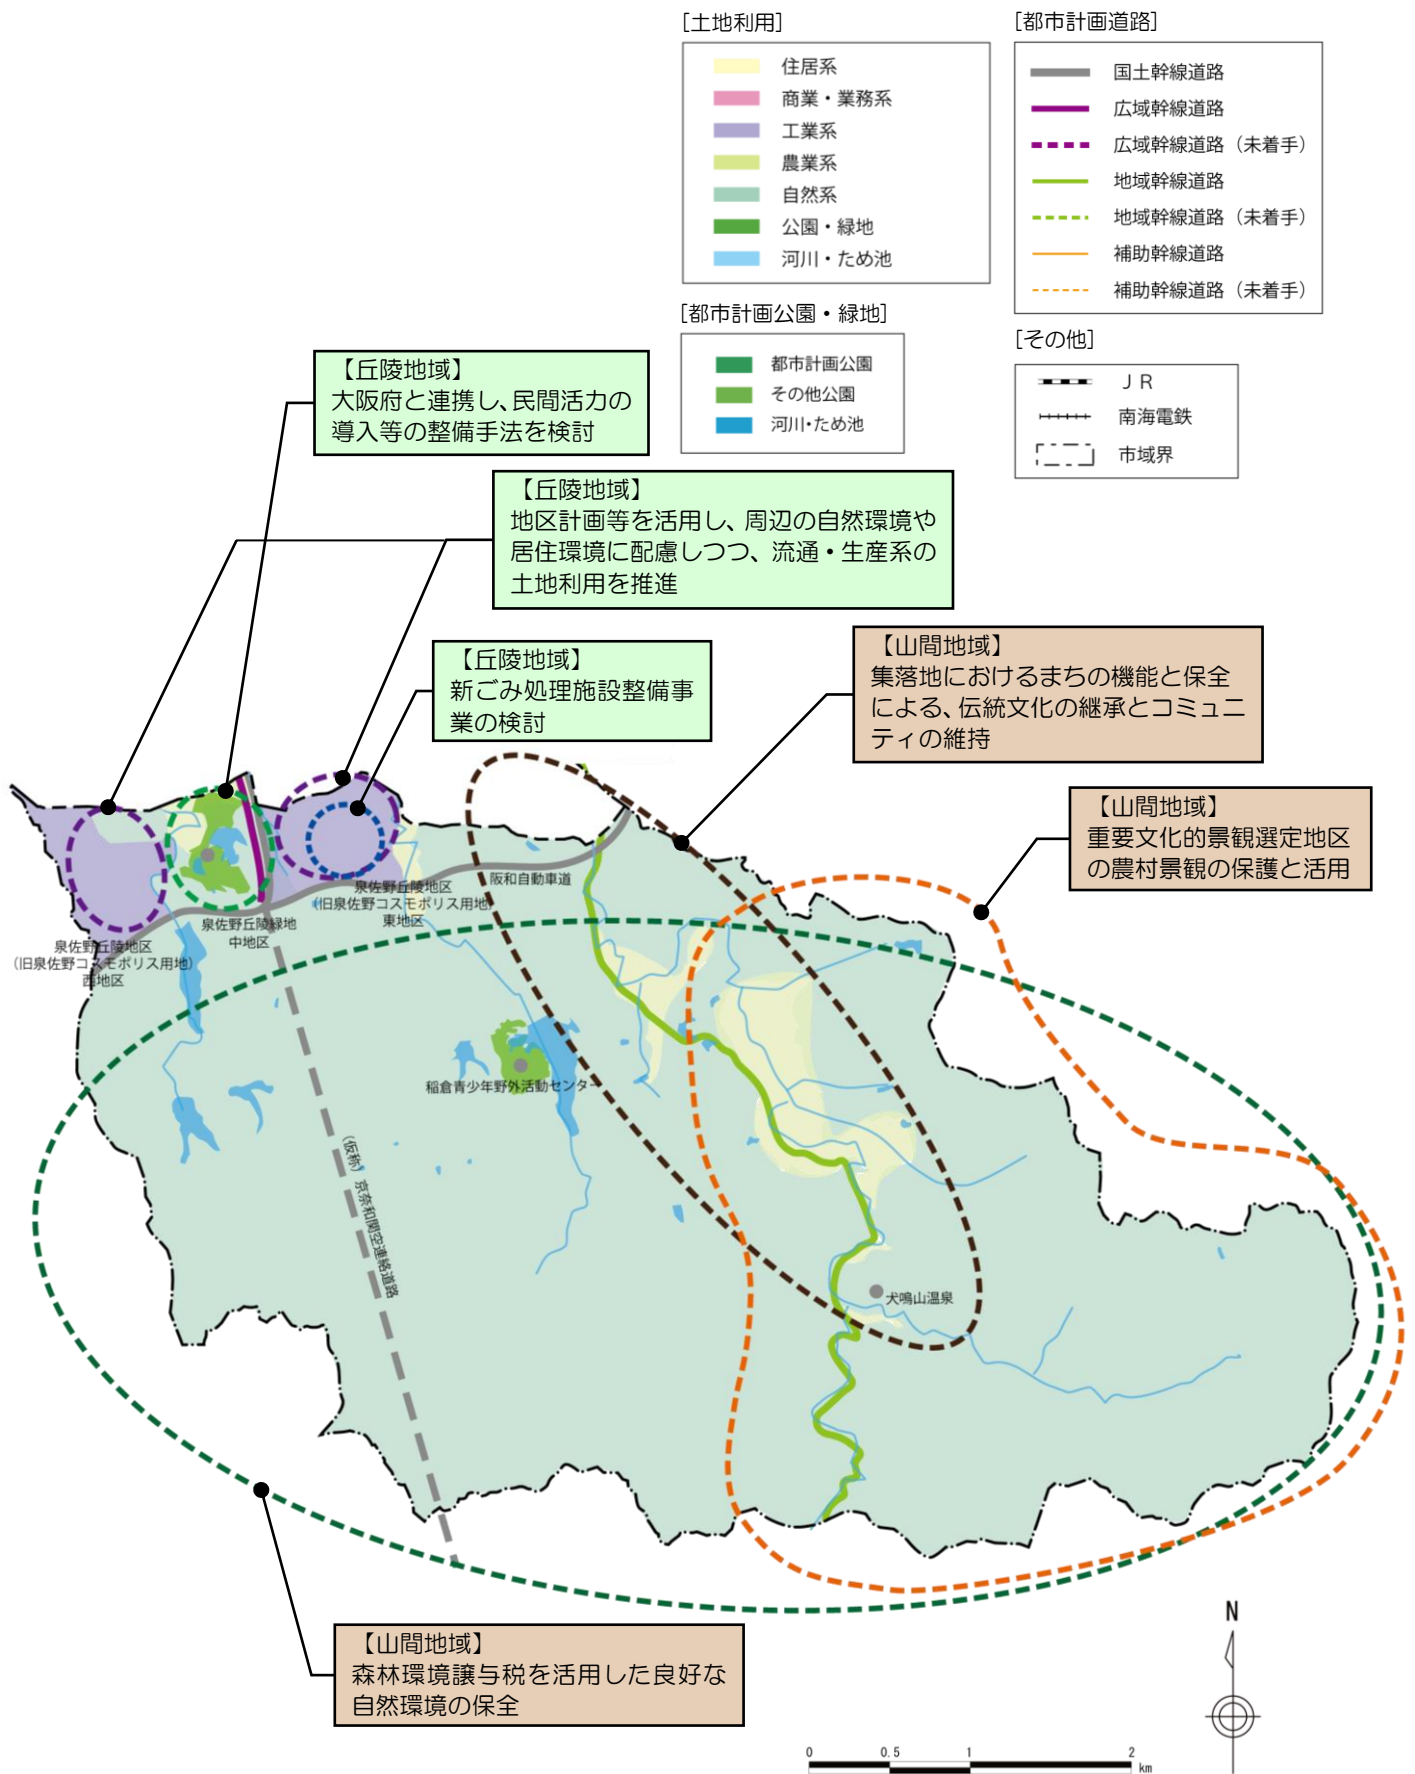 [土地利用]
住居系
商業・業務系
工業系
農業系
自然系
公園・緑地
河川・ため池
[都市計画道路]
国土幹線道路
広域幹線道路
広域幹線道路（未着手）
地域幹線道路
地域幹線道路（未着手）
補助幹線道路
補助幹線道路（未着手）
[都市計画公園・緑地]
都市計画公園
その他公園
河川・ため池
[その他]
ＪＲ
南海電鉄
市域界
【丘陵地域】
大阪府と連携し、民間活力の
導入等の整備手法を検討
【丘陵地域】
地区計画等を活用し、周辺の自然環境や
居住環境に配慮しつつ、流通・生産系の
土地利用を推進
【丘陵地域】
新ごみ処理施設整備事
業の検討
【山間地域】
集落地におけるまちの機能と保全
による、伝統文化の継承とコミュニ
ティの維持
【山間地域】
重要文化的景観選定地区
の農村景観の保護と活用
阪和自動車道
泉佐野丘陵地区
（旧泉佐野コスモポリス用地）
東地区
泉佐野丘陵緑地
中地区
泉佐野丘陵地区
（旧泉佐野コスモポリス用地）
西地区
稲倉青少年野外活動センター
（仮称）京奈和関空連絡道路
犬鳴山温泉
【山間地域】
森林環境譲与税を活用した良好な
自然環境の保全
N
0 0.5 1 2
km